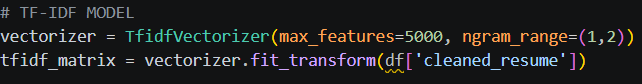 # TF-IDF MODEL
vectorizer = TfidfVectorizer(max_features=5000, ngram_range=(1,2))
tfidf_matrix = vectorizer.fit_transform(df['cleaned_resume'])